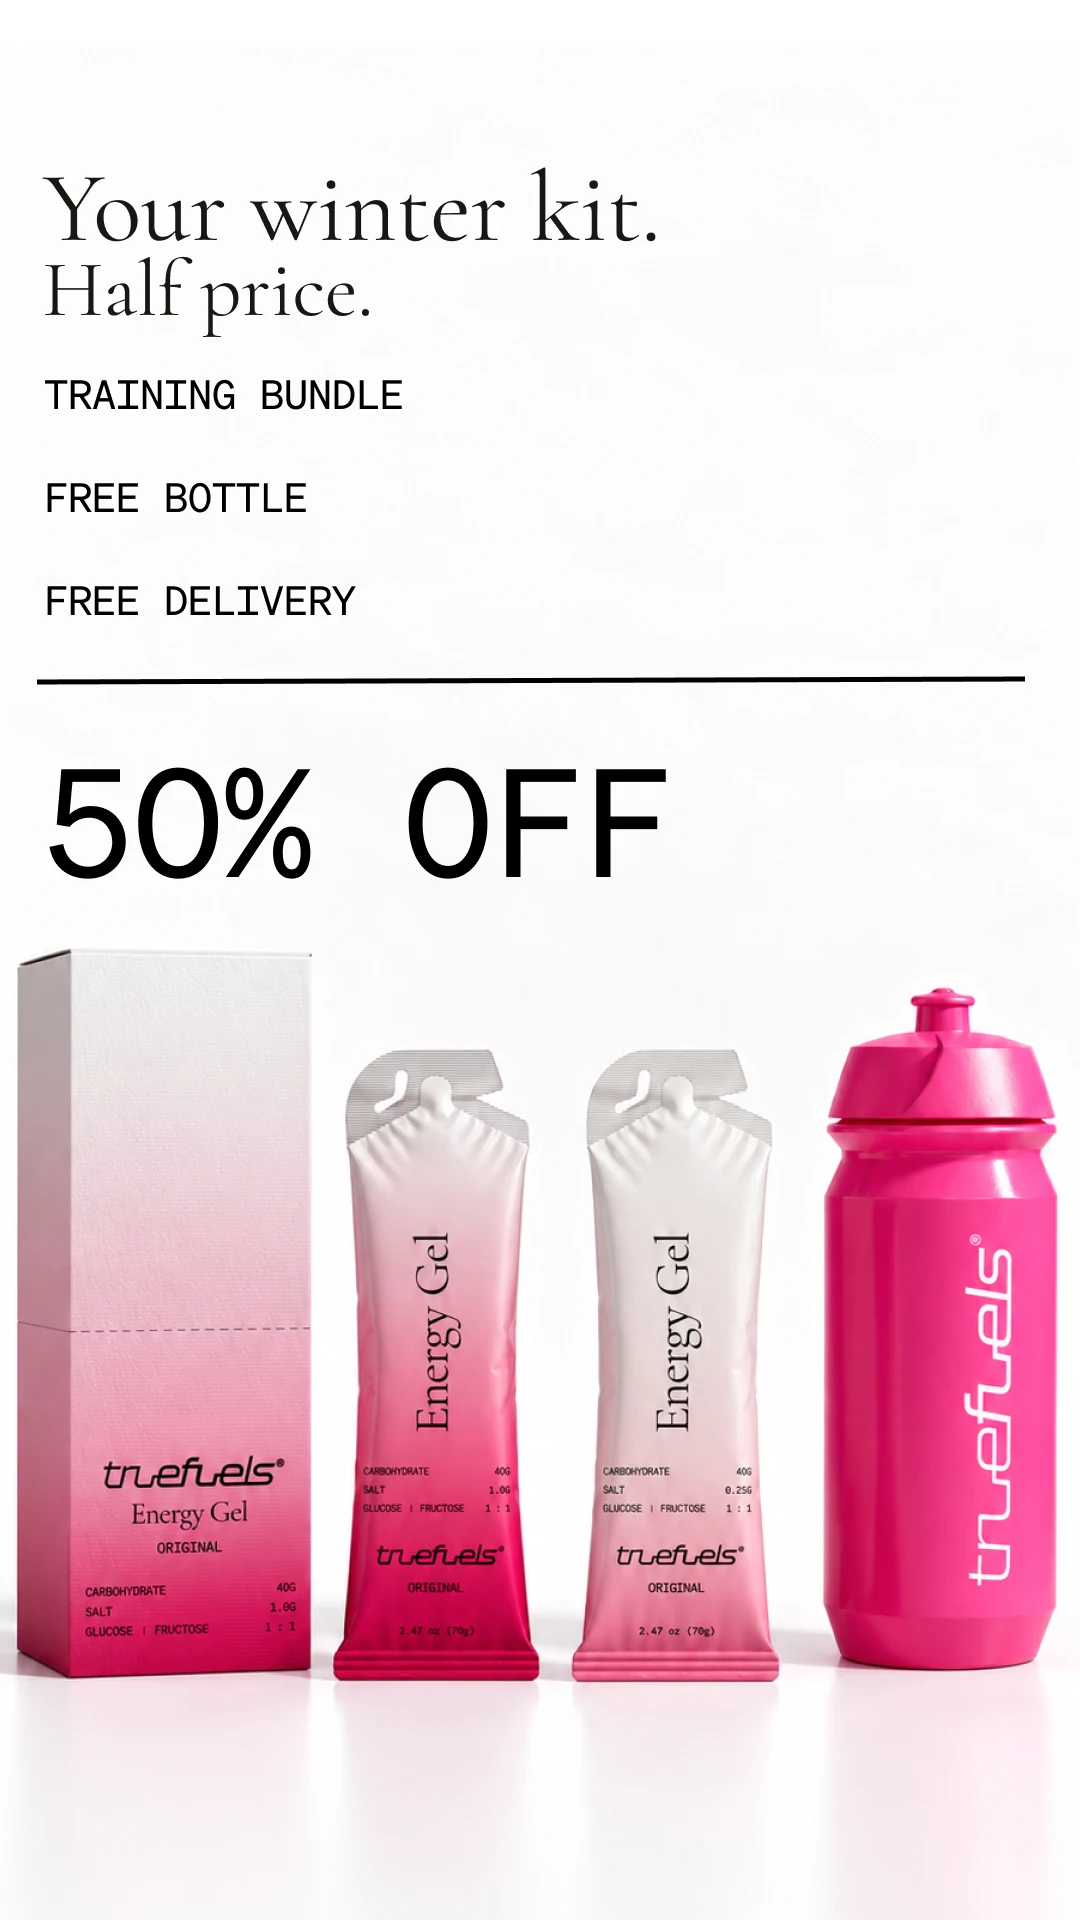 Your winter kit.
Half price.
TRAINING BUNDLE
FREE BOTTLE
FREE DELIVERY
50% OFF
truefuels®
Energy Gel
ORIGINAL
CARBOHYDRATE 40G
SALT 1.0G
GLUCOSE | FRUCTOSE 1 : 1
Energy Gel
CARBOHYDRATE 40G
SALT 1.0G
GLUCOSE | FRUCTOSE 1 : 1
truefuels®
ORIGINAL
2.47 oz (70g)
Energy Gel
CARBOHYDRATE 40G
SALT 0.25G
GLUCOSE | FRUCTOSE 1 : 1
truefuels®
ORIGINAL
2.47 oz (70g)
truefuels®